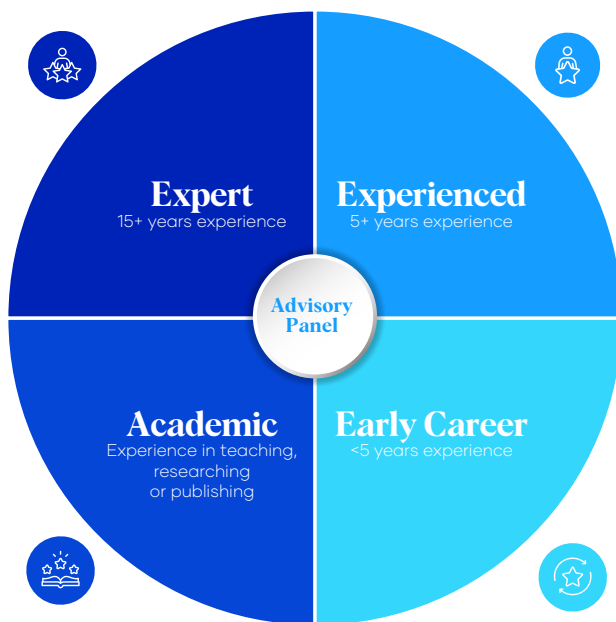 Expert
15+ years experience
Experienced
5+ years experience
Advisory
Panel
Academic
Experience in teaching,
researching
or publishing
Early Career
<5 years experience